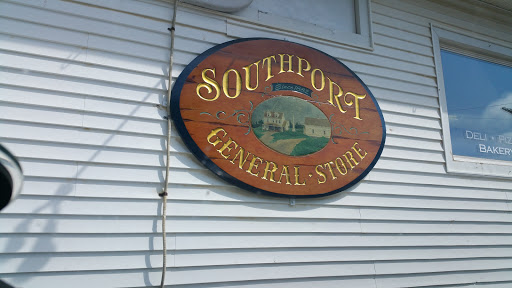 SOUTHPORT
GENERAL · STORE
DELI •
BAKERY